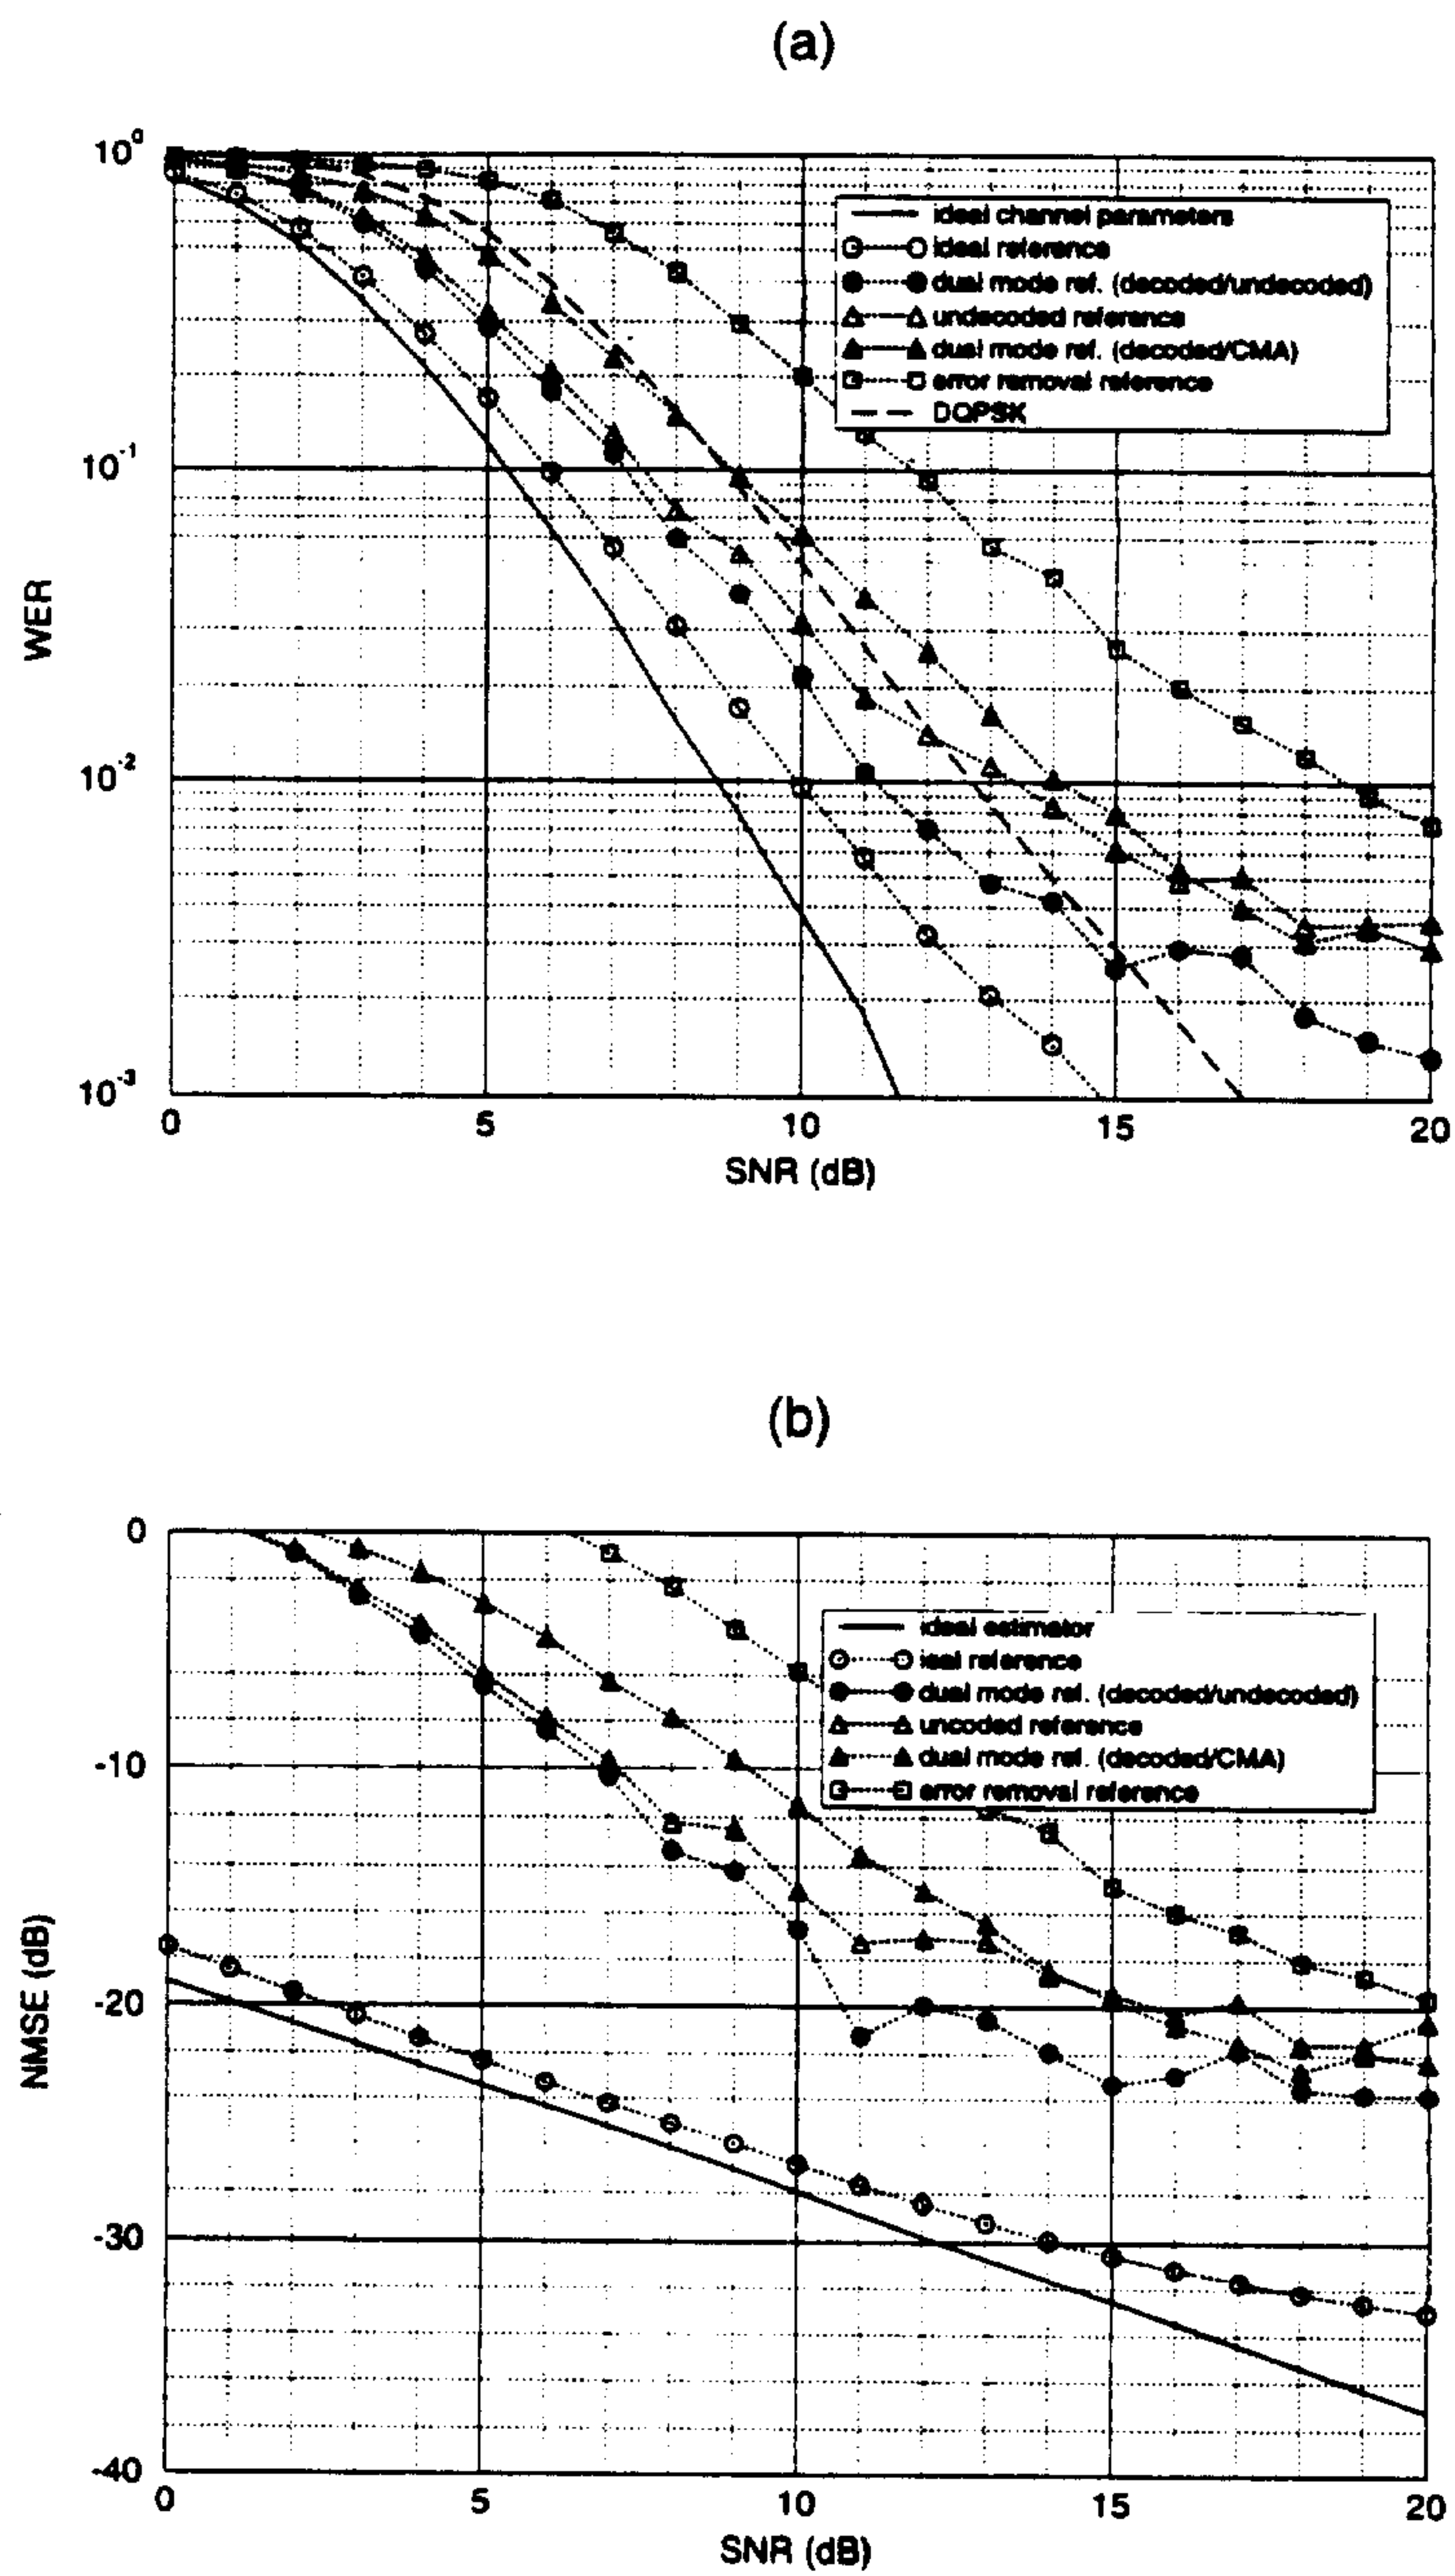 (a)
10^0
10^-1
10^-2
10^-3
WER
0 5 10 15 20
SNR (dB)
ideal channel parameters
ideal reference
dual mode ref. (decoded/undecoded)
undecoded reference
dual mode ref. (decoded/CMA)
error removal reference
DQPSK
(b)
0
-10
-20
-30
-40
NMSE (dB)
0 5 10 15 20
SNR (dB)
ideal estimator
ieal reference
dual mode ref. (decoded/undecoded)
uncoded reference
dual mode ref. (decoded/CMA)
error removal reference